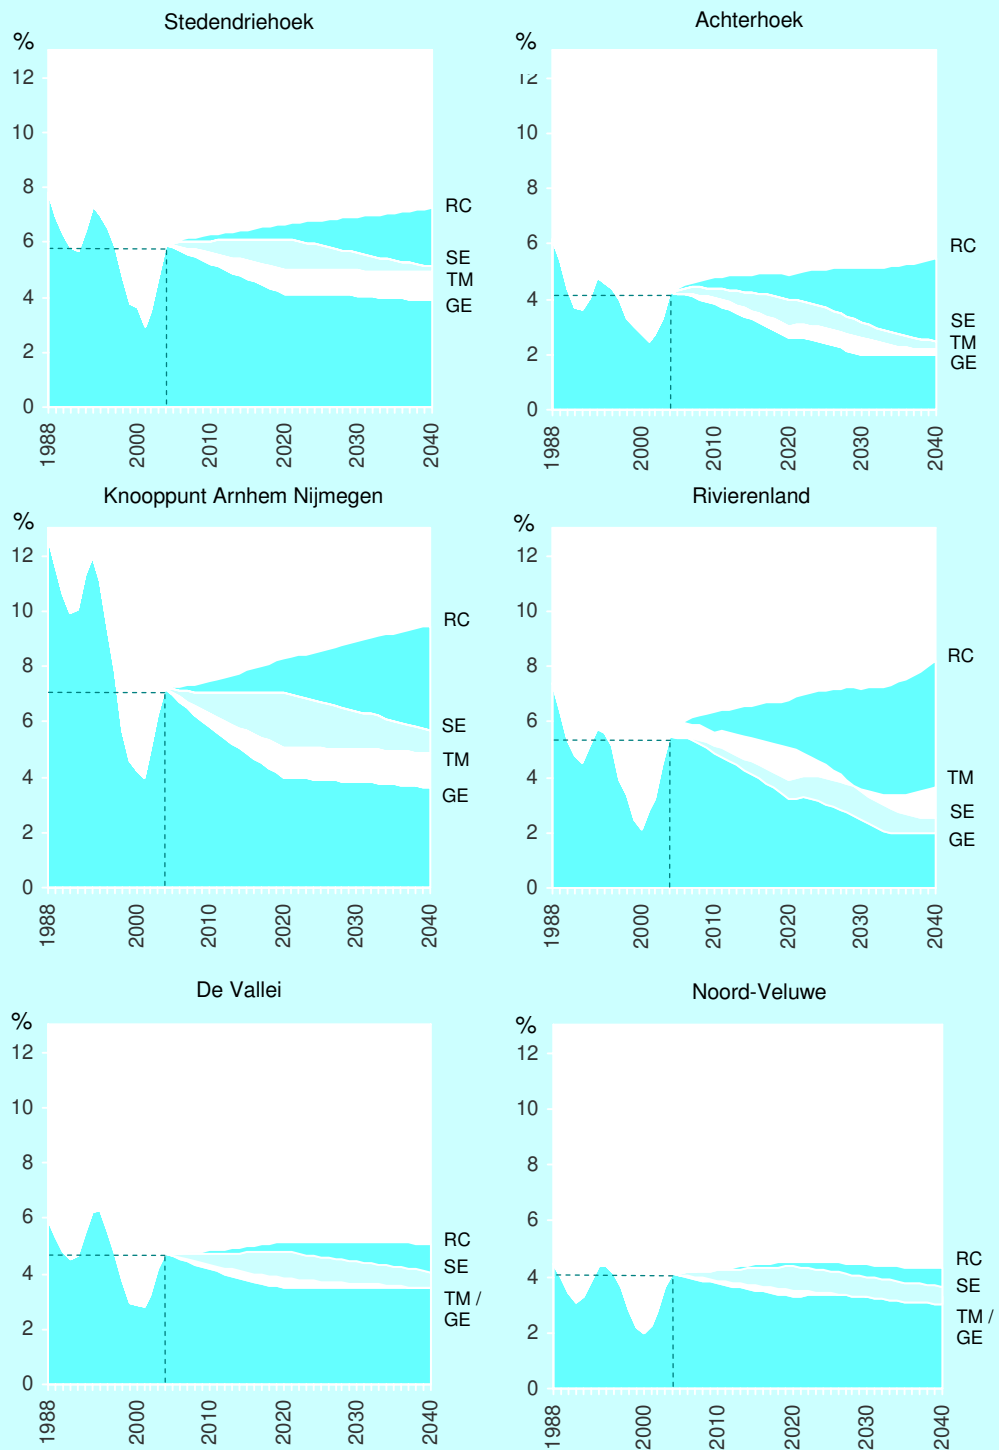 Stedendriehoek
%
12
10
8
6
4
2
0
RC
SE
TM
GE
1988
2000
2010
2020
2030
2040
Achterhoek
%
12
10
8
6
4
2
0
RC
SE
TM
GE
1988
2000
2010
2020
2030
2040
Knooppunt Arnhem Nijmegen
%
12
10
8
6
4
2
0
RC
SE
TM
GE
1988
2000
2010
2020
2030
2040
Rivierenland
%
12
10
8
6
4
2
0
RC
TM
SE
GE
1988
2000
2010
2020
2030
2040
De Vallei
%
12
10
8
6
4
2
0
RC
SE
TM /
GE
1988
2000
2010
2020
2030
2040
Noord-Veluwe
%
12
10
8
6
4
2
0
RC
SE
TM /
GE
1988
2000
2010
2020
2030
2040